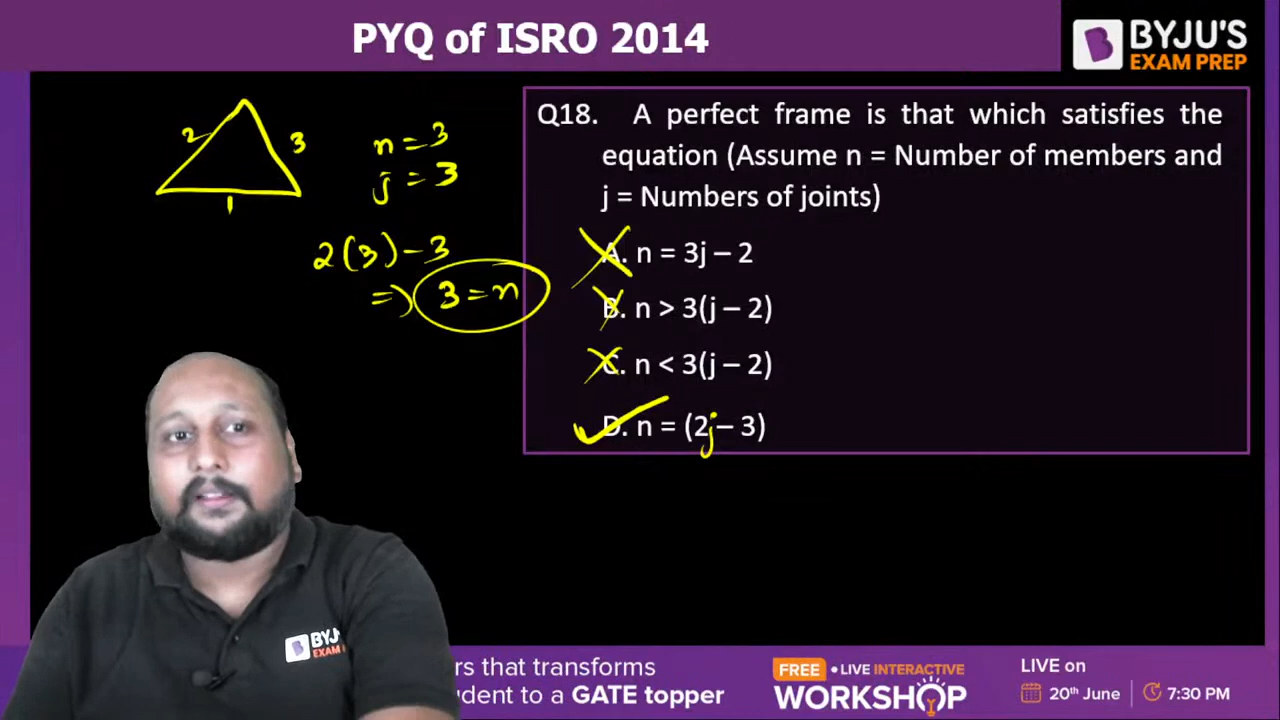 PYQ of ISRO 2014
BYJU'S
EXAM PREP
2
3
1
n = 3
j = 3
2(3) - 3
=> 3 = n
Q18. A perfect frame is that which satisfies the
equation (Assume n = Number of members and
j = Numbers of joints)
A. n = 3j – 2
B. n > 3(j – 2)
C. n < 3(j – 2)
D. n = (2j – 3)
BYJU
EXAM
rs that transforms
udent to a GATE topper
FREE • LIVE INTERACTIVE
WORKSHOP
LIVE on
20th June
7:30 PM